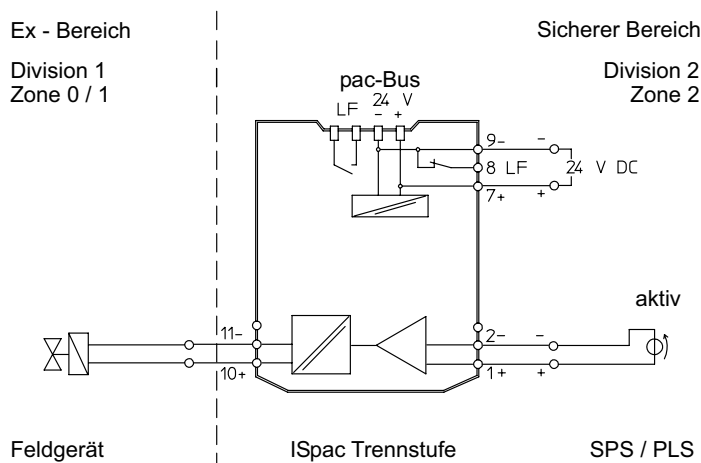 Ex - Bereich
Sicherer Bereich
Division 1
Zone 0 / 1
Division 2
Zone 2
pac-Bus
LF 24 V
- +
9-
-
8 LF
24 V DC
7+
+
aktiv
11-
2-
-
10+
1+
+
Feldgerät
ISpac Trennstufe
SPS / PLS